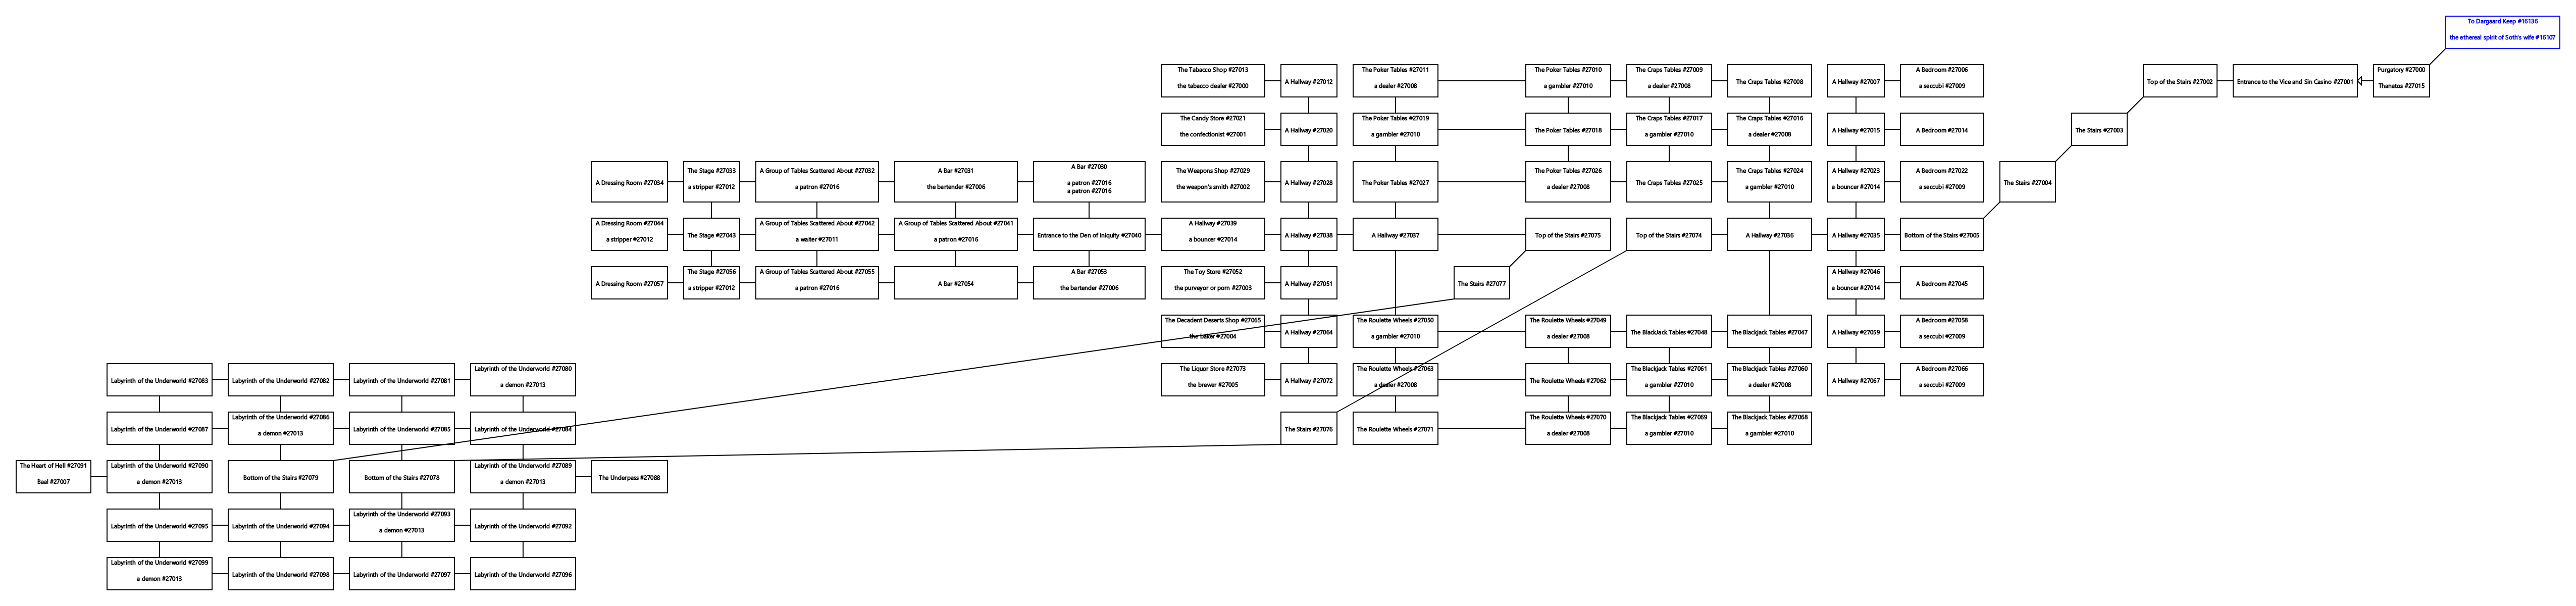 To Dargaard Keep #16136
the ethereal spirit of Soth's wife #16107
The Tabacco Shop #27013
the tabacco dealer #27000
A Hallway #27012
The Poker Tables #27011
a dealer #27008
The Poker Tables #27010
a gambler #27010
The Craps Tables #27009
a dealer #27008
The Craps Tables #27008
A Hallway #27007
A Bedroom #27006
a seccubi #27009
Top of the Stairs #27002
Entrance to the Vice and Sin Casino #27001
Purgatory #27000
Thanatos #27015
The Candy Store #27021
the confectionist #27001
A Hallway #27020
The Poker Tables #27019
a gambler #27010
The Poker Tables #27018
The Craps Tables #27017
a gambler #27010
The Craps Tables #27016
a dealer #27008
A Hallway #27015
A Bedroom #27014
The Stairs #27003
A Dressing Room #27034
The Stage #27033
a stripper #27012
A Group of Tables Scattered About #27032
a patron #27016
A Bar #27031
the bartender #27006
A Bar #27030
a patron #27016
a patron #27016
The Weapons Shop #27029
the weapon's smith #27002
A Hallway #27028
The Poker Tables #27027
The Poker Tables #27026
a dealer #27008
The Craps Tables #27025
The Craps Tables #27024
a gambler #27010
A Hallway #27023
a bouncer #27014
A Bedroom #27022
a seccubi #27009
The Stairs #27004
A Dressing Room #27044
a stripper #27012
The Stage #27043
A Group of Tables Scattered About #27042
a waiter #27011
A Group of Tables Scattered About #27041
a patron #27016
Entrance to the Den of Iniquity #27040
A Hallway #27039
a bouncer #27014
A Hallway #27038
A Hallway #27037
Top of the Stairs #27075
Top of the Stairs #27074
A Hallway #27036
A Hallway #27035
Bottom of the Stairs #27005
A Dressing Room #27057
The Stage #27056
a stripper #27012
A Group of Tables Scattered About #27055
a patron #27016
A Bar #27054
A Bar #27053
the bartender #27006
The Toy Store #27052
the purveyor or porn #27003
A Hallway #27051
The Stairs #27077
A Hallway #27046
a bouncer #27014
A Bedroom #27045
The Decadent Deserts Shop #27065
the baker #27004
A Hallway #27064
The Roulette Wheels #27050
a gambler #27010
The Roulette Wheels #27049
a dealer #27008
The BlackJack Tables #27048
The Blackjack Tables #27047
A Hallway #27059
A Bedroom #27058
a seccubi #27009
Labyrinth of the Underworld #27083
Labyrinth of the Underworld #27082
Labyrinth of the Underworld #27081
Labyrinth of the Underworld #27080
a demon #27013
The Liquor Store #27073
the brewer #27005
A Hallway #27072
The Roulette Wheels #27063
a dealer #27008
The Roulette Wheels #27062
The Blackjack Tables #27061
a gambler #27010
The Blackjack Tables #27060
a dealer #27008
A Hallway #27067
A Bedroom #27066
a seccubi #27009
Labyrinth of the Underworld #27087
Labyrinth of the Underworld #27086
a demon #27013
Labyrinth of the Underworld #27085
Labyrinth of the Underworld #27084
The Stairs #27076
The Roulette Wheels #27071
The Roulette Wheels #27070
a dealer #27008
The Blackjack Tables #27069
a gambler #27010
The Blackjack Tables #27068
a gambler #27010
The Heart of Hell #27091
Baal #27007
Labyrinth of the Underworld #27090
a demon #27013
Bottom of the Stairs #27079
Bottom of the Stairs #27078
Labyrinth of the Underworld #27089
a demon #27013
The Underpass #27088
Labyrinth of the Underworld #27095
Labyrinth of the Underworld #27094
Labyrinth of the Underworld #27093
a demon #27013
Labyrinth of the Underworld #27092
Labyrinth of the Underworld #27099
a demon #27013
Labyrinth of the Underworld #27098
Labyrinth of the Underworld #27097
Labyrinth of the Underworld #27096